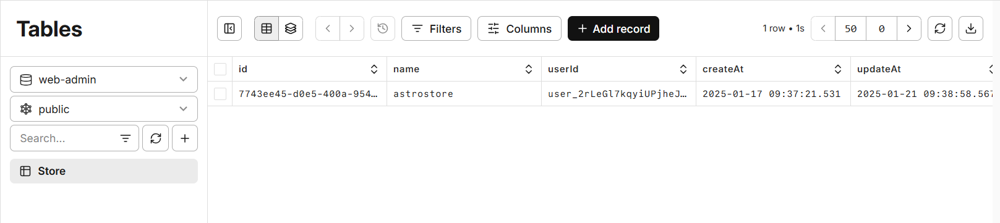 Tables
Filters
Columns
Add record
1 row • 1s
50
0
web-admin
public
Search...
Store
id
name
userId
createAt
updateAt
7743ee45-d0e5-400a-954…
astrostore
user_2rLeGl7kqyiUPjheJ…
2025-01-17 09:37:21.531
2025-01-21 09:38:58.567